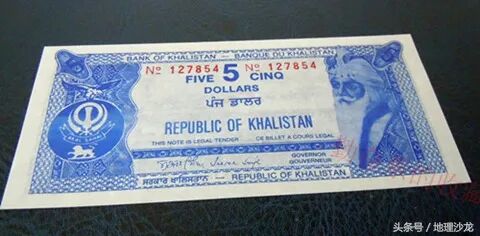 BANK OF KHALISTAN - BANQUE DU KHALISTAN
Nº 127854 Nº 127854
FIVE 5 CINQ
DOLLARS
ਪੰਜ ਡਾਲਰ
REPUBLIC OF KHALISTAN
THIS NOTE IS LEGAL TENDER CE BILLET A COURS LEGAL
GOVERNOR
GOUVERNEUR
ਸਰਕਾਰ ਖਾਲਿਸਤਾਨ - REPUBLIC OF KHALISTAN
头条号 / 地理沙龙